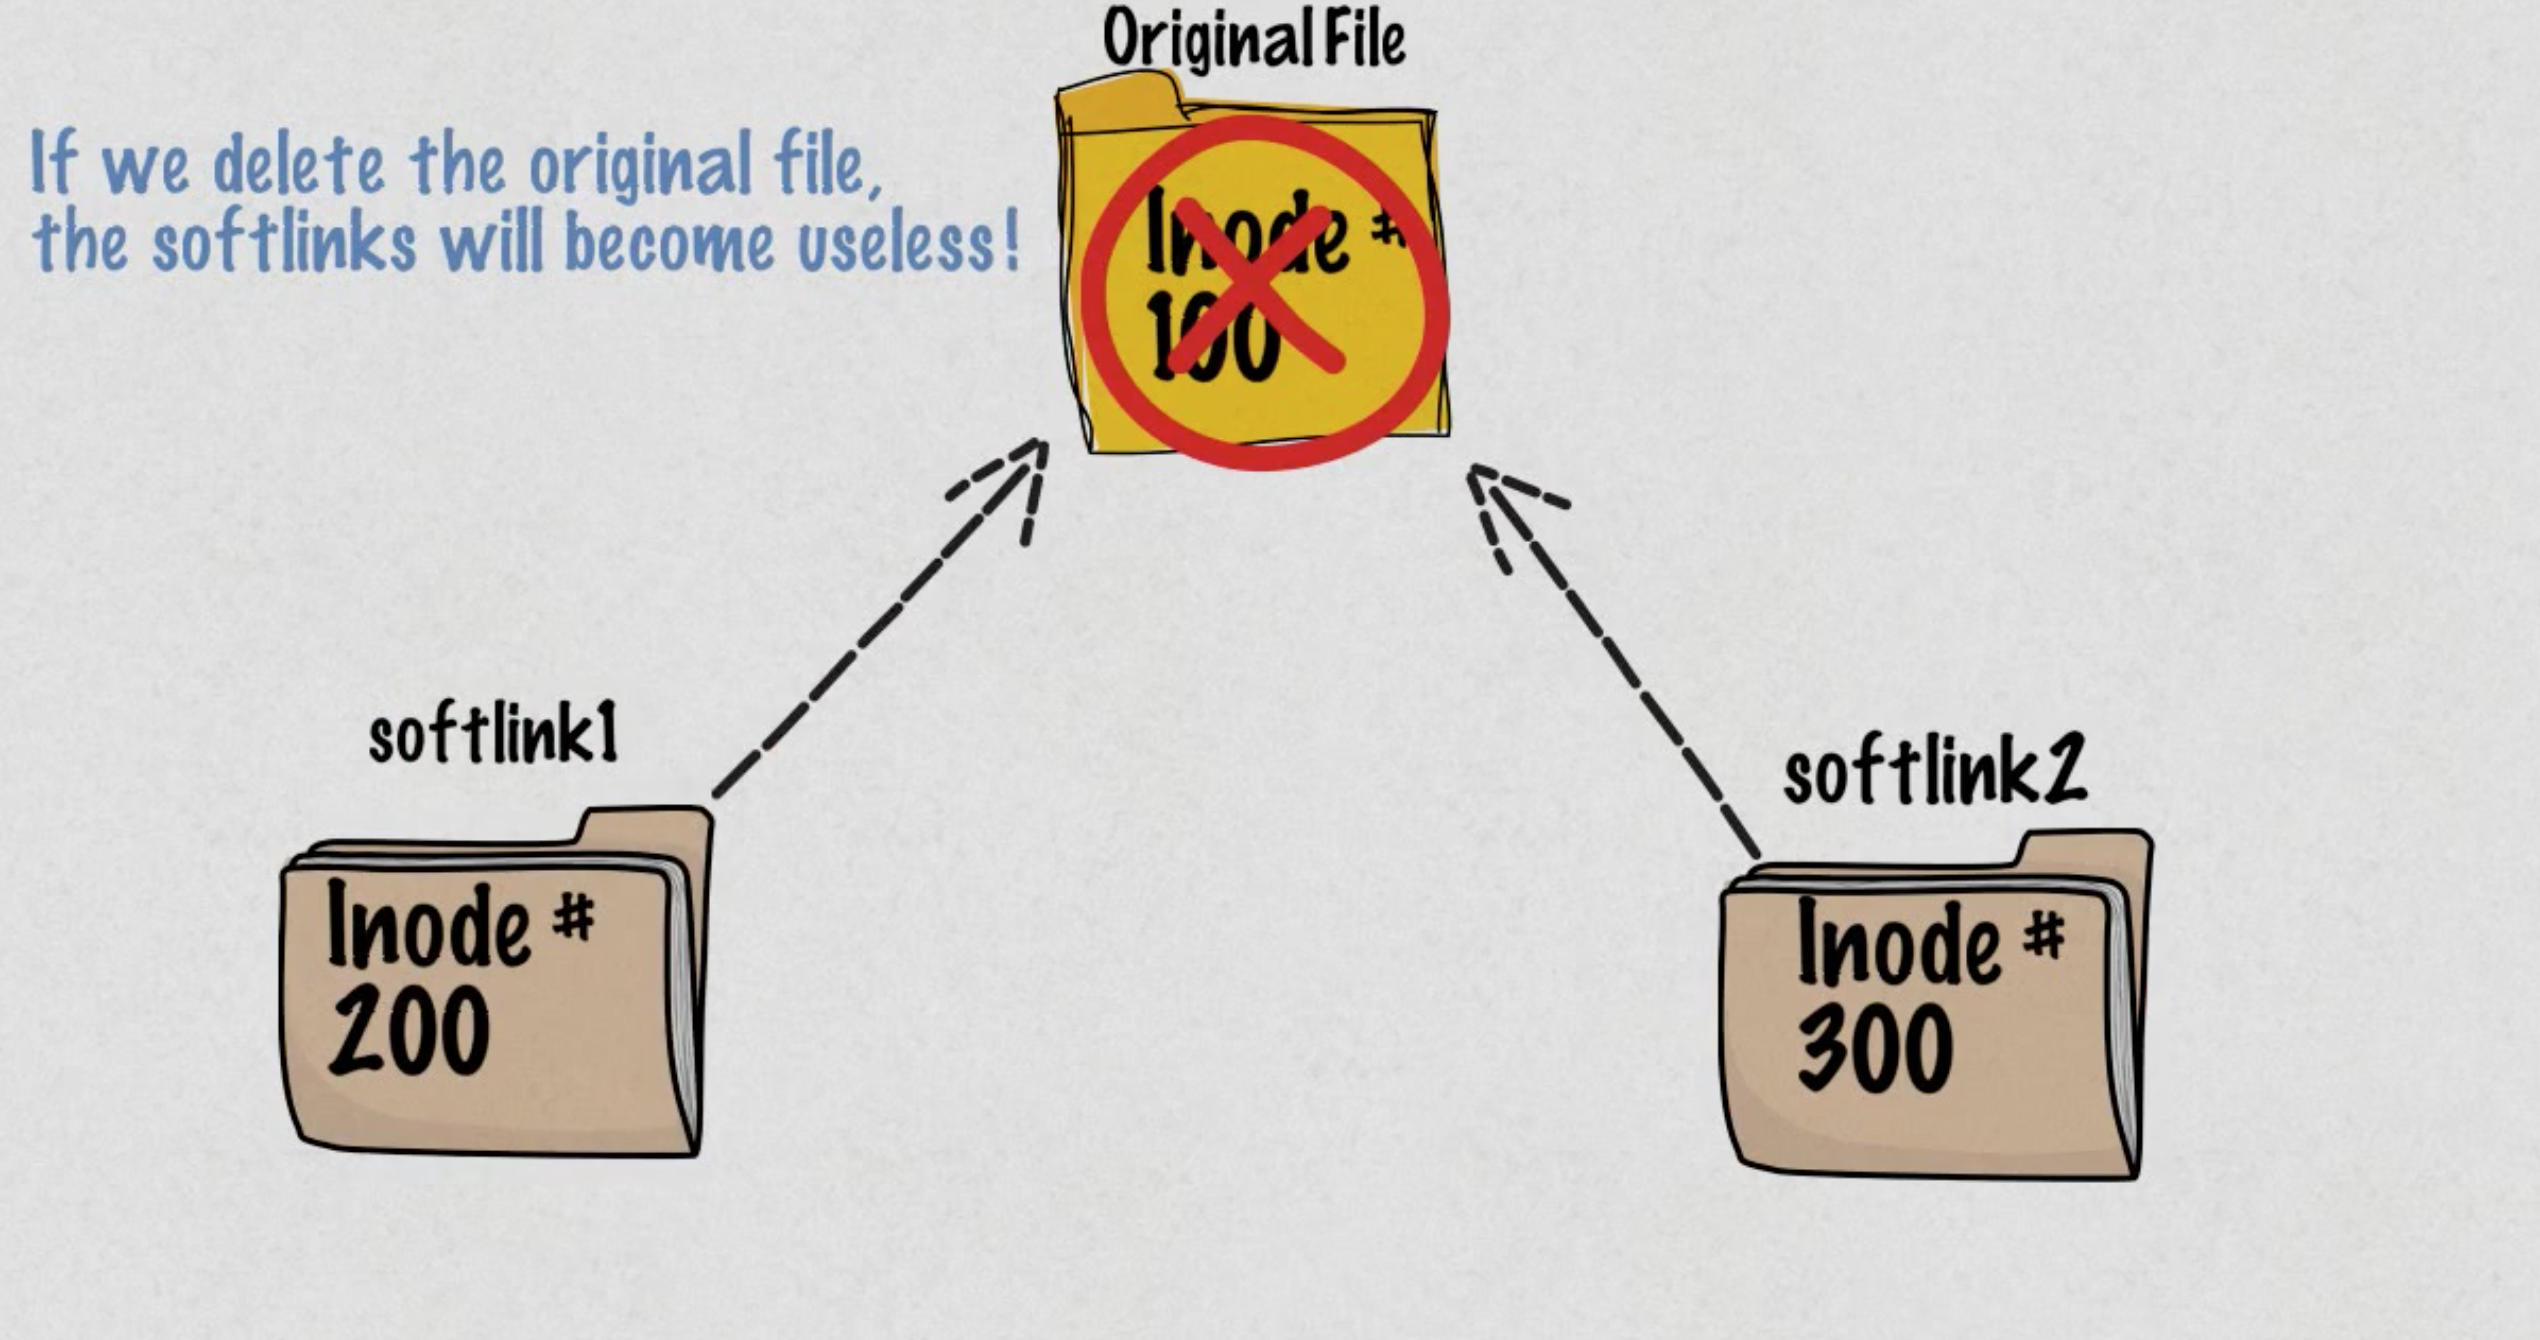 Original File
If we delete the original file,
the softlinks will become useless!
Inode #
100
softlink1
Inode #
200
softlink2
Inode #
300